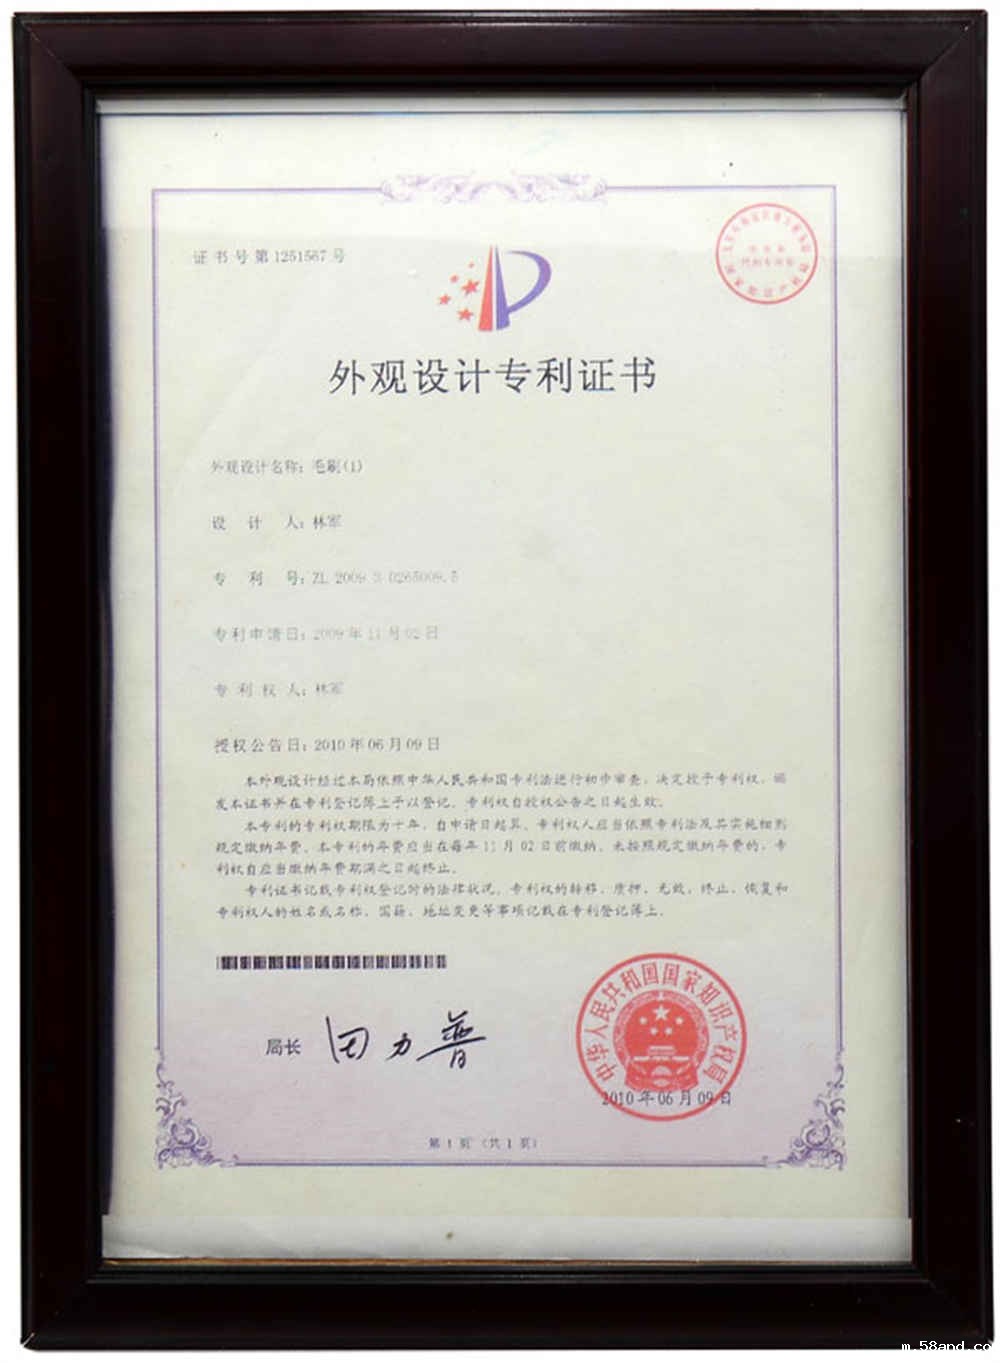 证书号第1251567号
外观设计专利证书
外观设计名称：毛刷(1)
设 计 人：林军
专 利 号：ZL 2009 3 0265009.5
专利申请日：2009年11月02日
专 利 权 人：林军
授权公告日：2010年06月09日
本外观设计经过本局依照中华人民共和国专利法进行初步审查，决定授予专利权，颁
发本证书并在专利登记簿上予以登记。专利权自授权公告之日起生效。
本专利的专利权期限为十年，自申请日起算。专利权人应当依照专利法及其实施细则
规定缴纳年费。本专利的年费应当在每年11月02日前缴纳。未按照规定缴纳年费的，专
利权自应当缴纳年费期满之日起终止。
专利证书记载专利权登记时的法律状况。专利权的转移、质押、无效、终止、恢复和
专利权人的姓名或名称、国籍、地址变更等事项记载在专利登记簿上。
局长 田力普
中华人民共和国国家知识产权局
2010年06月09日
第1页（共1页）
m.58and.co